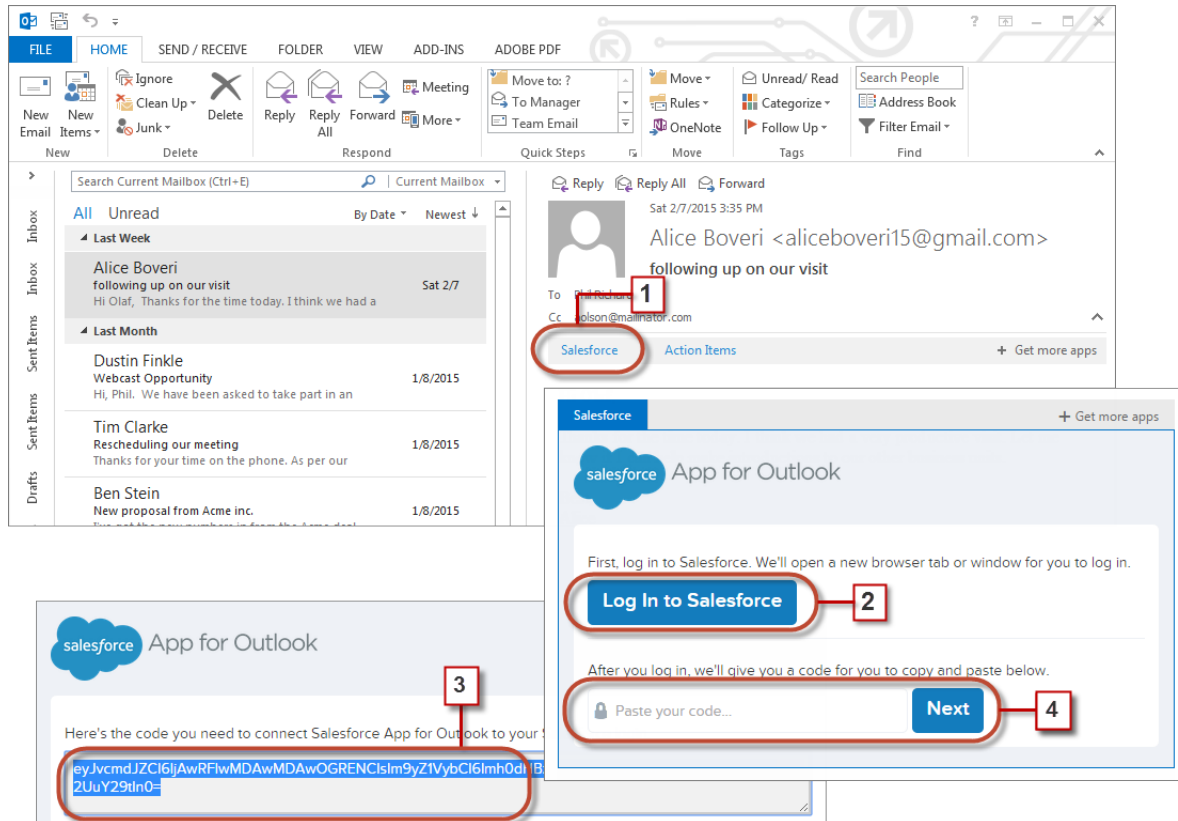 ?
FILE HOME SEND / RECEIVE FOLDER VIEW ADD-INS ADOBE PDF
New Email
New Items
Ignore
Clean Up
Junk
Delete
Reply
Reply All
Forward
Meeting
More
Move to: ?
To Manager
Team Email
Move
Rules
OneNote
Unread/ Read
Categorize
Follow Up
Search People
Address Book
Filter Email
New Delete Respond Quick Steps Move Tags Find
Inbox
Inbox
Sent Items
Sent Items
Drafts
Search Current Mailbox (Ctrl+E) Current Mailbox
All Unread By Date Newest ↓
Last Week
Alice Boveri
following up on our visit Sat 2/7
Hi Olaf, Thanks for the time today. I think we had a
Last Month
Dustin Finkle
Webcast Opportunity 1/8/2015
Hi, Phil. We have been asked to take part in an
Tim Clarke
Rescheduling our meeting 1/8/2015
Thanks for your time on the phone. As per our
Ben Stein
New proposal from Acme inc. 1/8/2015
Reply Reply All Forward
Sat 2/7/2015 3:35 PM
Alice Boveri <aliceboveri15@gmail.com>
following up on our visit
To Phil
1
Cc aolson@mailinator.com
Salesforce Action Items + Get more apps
Salesforce + Get more apps
salesforce App for Outlook
First, log in to Salesforce. We'll open a new browser tab or window for you to log in.
Log In to Salesforce
2
After you log in, we'll give you a code for you to copy and paste below.
Paste your code... Next
4
salesforce App for Outlook
3
Here's the code you need to connect Salesforce App for Outlook to your
2UuY29tIn0=